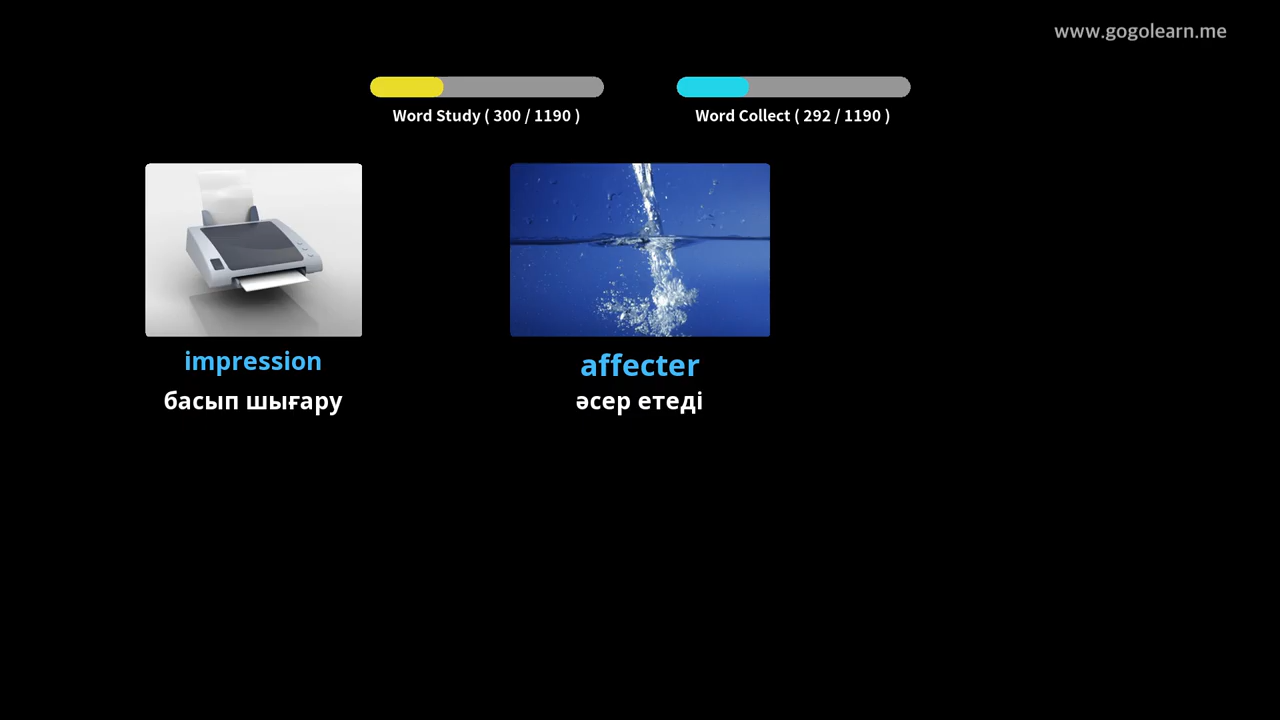 www.gogolearn.me
Word Study ( 300 / 1190 )
Word Collect ( 292 / 1190 )
impression
басып шығару
affecter
әсер етеді